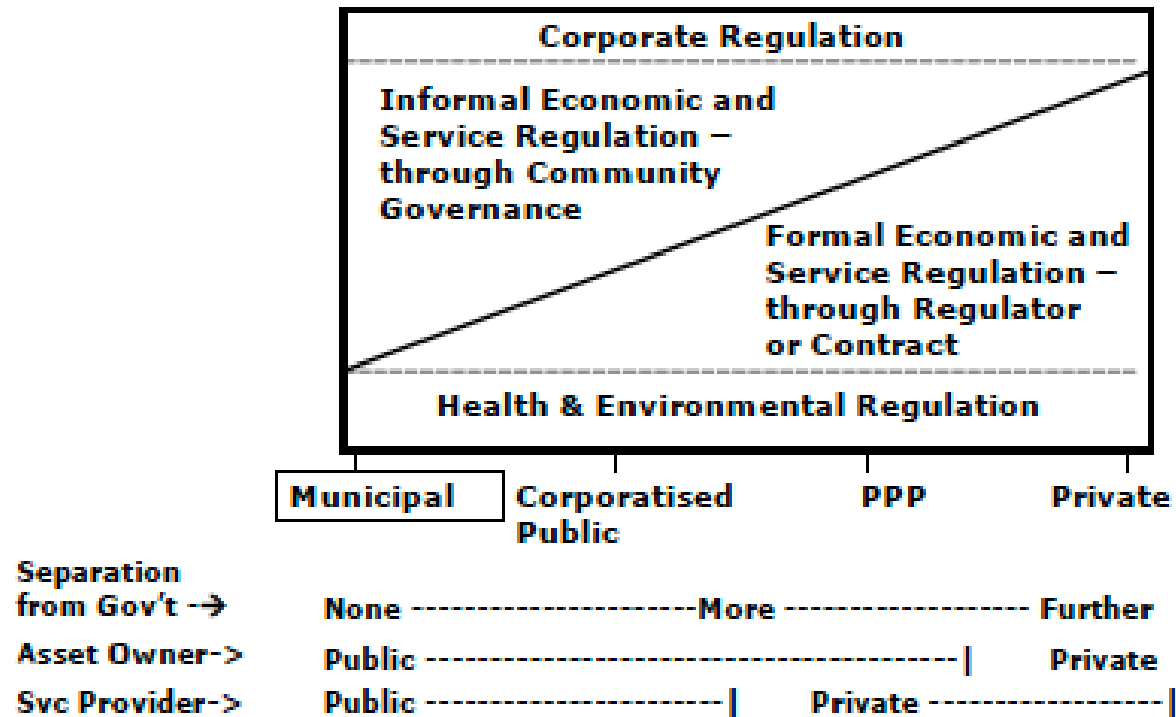 Corporate Regulation
Informal Economic and
Service Regulation –
through Community
Governance
Formal Economic and
Service Regulation –
through Regulator
or Contract
Health & Environmental Regulation
Municipal
Corporatised
Public
PPP
Private
Separation
from Gov't -→ None ----------------------More ------------------- Further
Asset Owner-> Public -----------------------------------------| Private
Svc Provider-> Public -----------------------| Private ------------------|